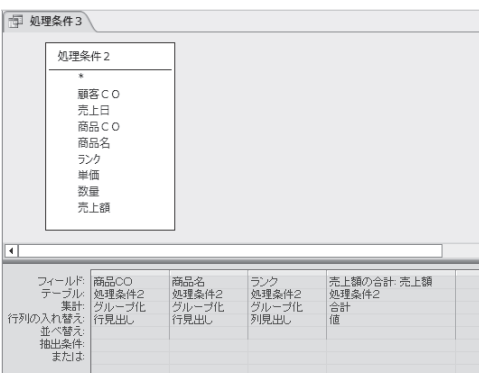 処理条件3
処理条件2
*
顧客CO
売上日
商品CO
商品名
ランク
単価
数量
売上額
フィールド: 商品CO 商品名 ランク 売上額の合計: 売上額
テーブル: 処理条件2 処理条件2 処理条件2 処理条件2
集計: グループ化 グループ化 グループ化 合計
行列の入れ替え: 行見出し 行見出し 列見出し 値
並べ替え:
抽出条件:
または: